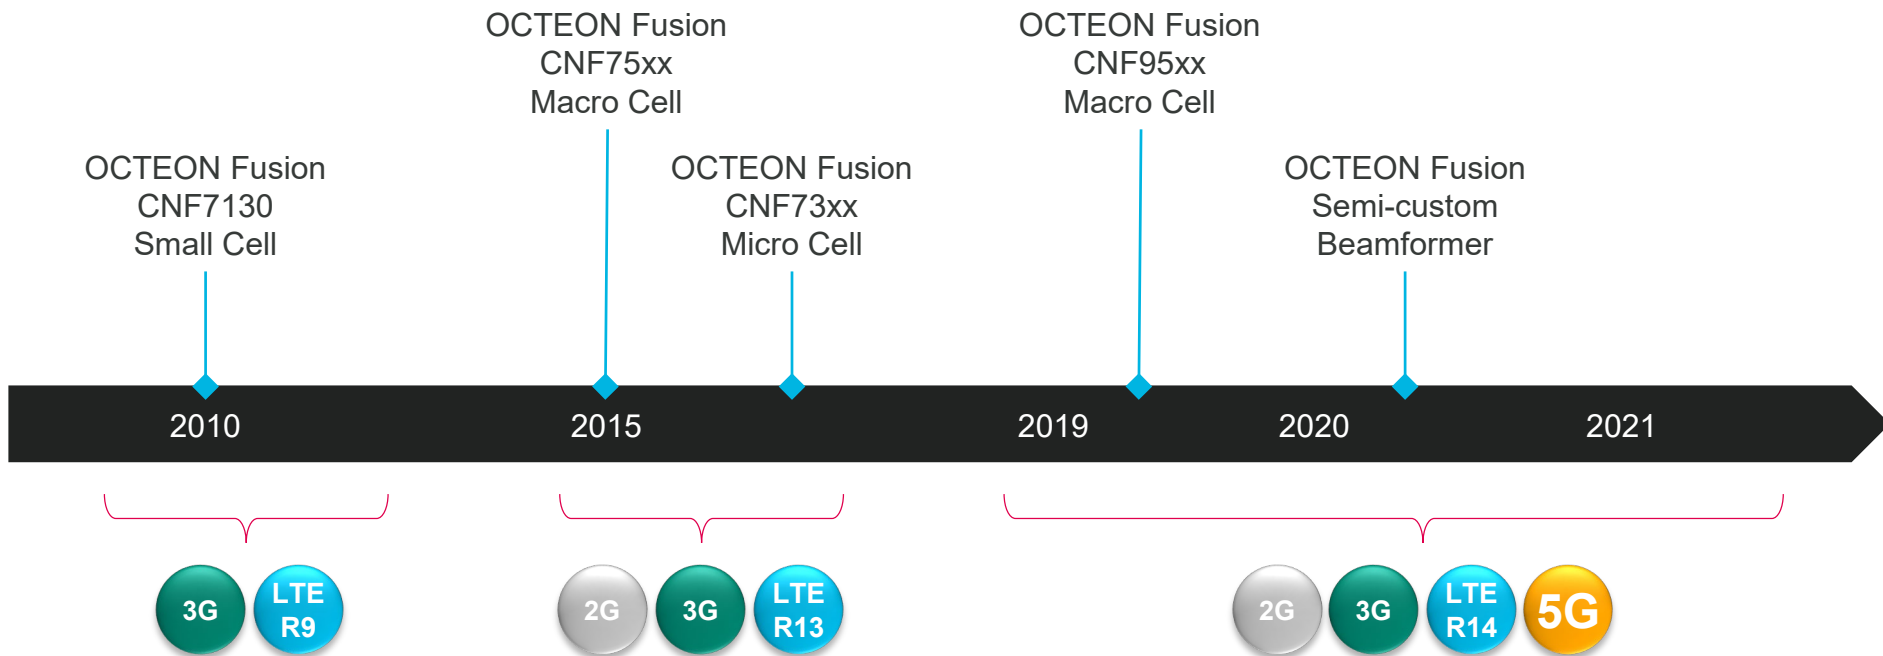 OCTEON Fusion
CNF7130
Small Cell
OCTEON Fusion
CNF75xx
Macro Cell
OCTEON Fusion
CNF73xx
Micro Cell
OCTEON Fusion
CNF95xx
Macro Cell
OCTEON Fusion
Semi-custom
Beamformer
2010
2015
2019
2020
2021
3G
LTE
R9
2G
3G
LTE
R13
2G
3G
LTE
R14
5G